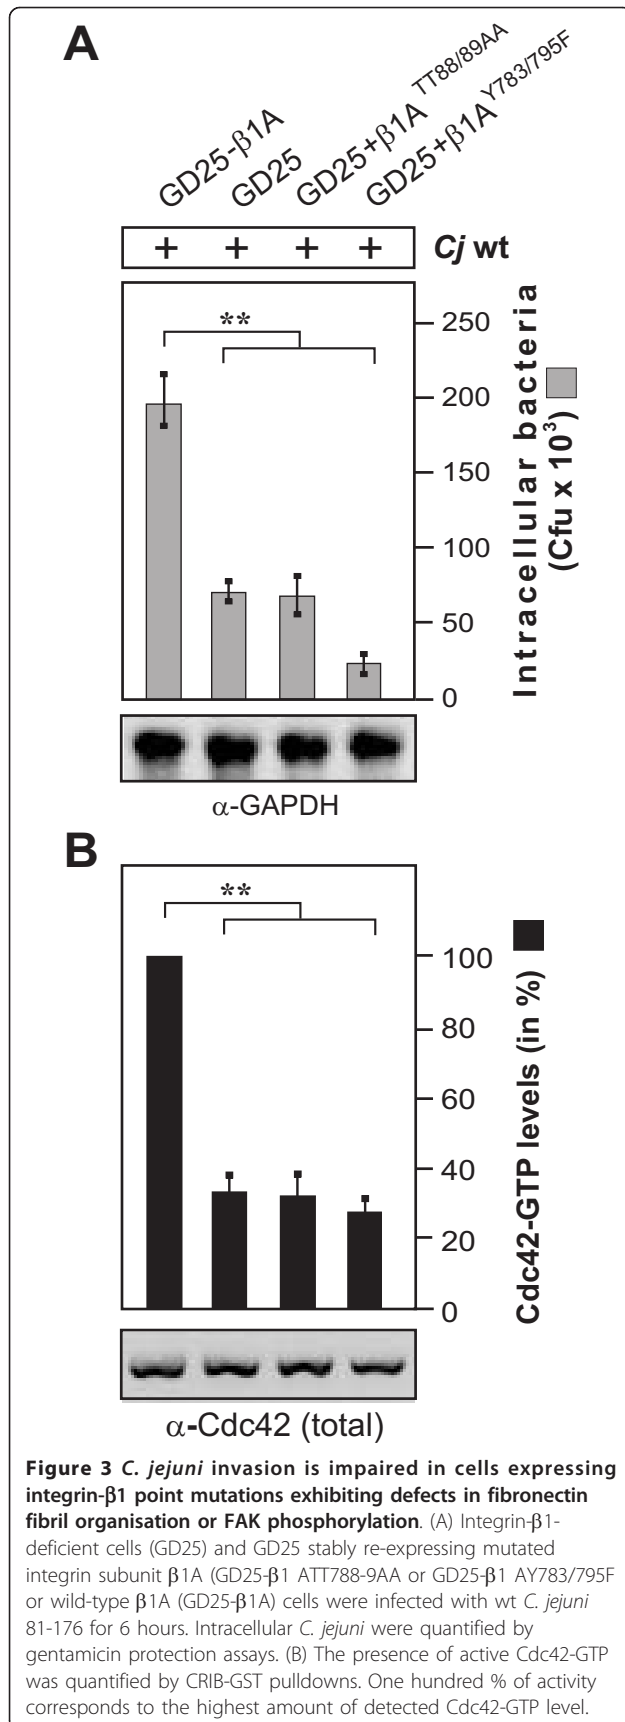 A
GD25-β1A
GD25
GD25+β1A TT88/89AA
GD25+β1A Y783/795F
+ + + + Cj wt
250
200
150
100
50
0
Intracellular bacteria
(Cfu x 10³)
α-GAPDH
B
**
**
100
80
60
40
20
0
Cdc42-GTP levels (in %)
α-Cdc42 (total)
Figure 3 C. jejuni invasion is impaired in cells expressing
integrin-β1 point mutations exhibiting defects in fibronectin
fibril organisation or FAK phosphorylation. (A) Integrin-β1-
deficient cells (GD25) and GD25 stably re-expressing mutated
integrin subunit β1A (GD25-β1 ATT788-9AA or GD25-β1 AY783/795F
or wild-type β1A (GD25-β1A) cells were infected with wt C. jejuni
81-176 for 6 hours. Intracellular C. jejuni were quantified by
gentamicin protection assays. (B) The presence of active Cdc42-GTP
was quantified by CRIB-GST pulldowns. One hundred % of activity
corresponds to the highest amount of detected Cdc42-GTP level.